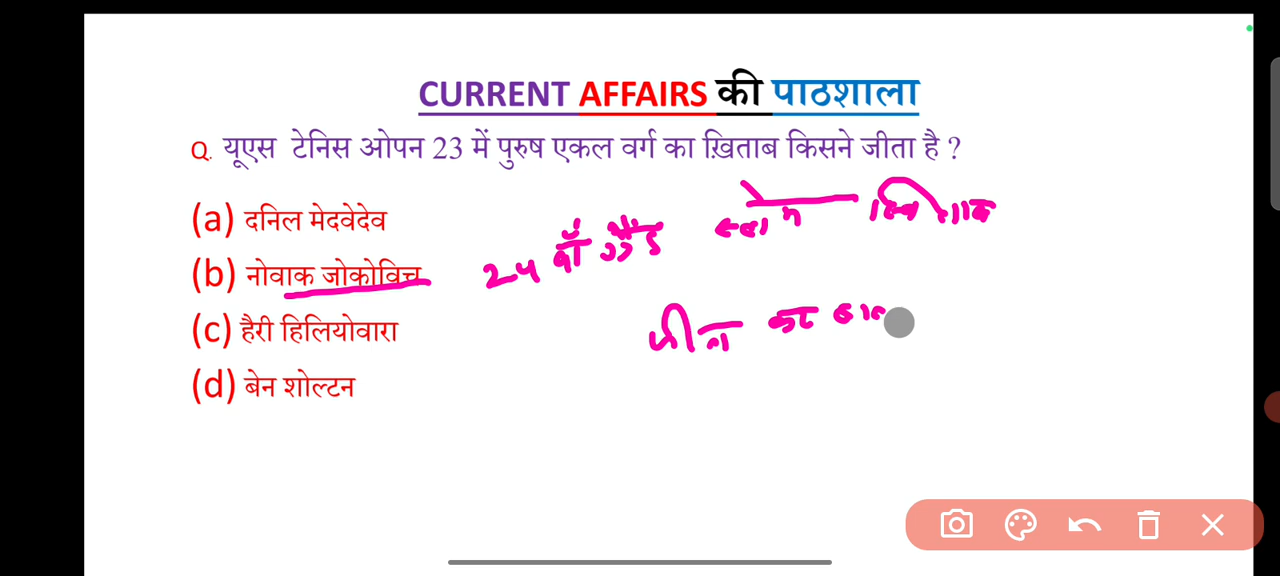 CURRENT AFFAIRS की पाठशाला
Q. यूएस टेनिस ओपन 23 में पुरुष एकल वर्ग का ख़िताब किसने जीता है ?
(a) दनिल मेदवेदेव
(b) नोवाक जोकोविच
24 वाँ
(c) हैरी हिलियोवारा
(d) बेन शोल्टन